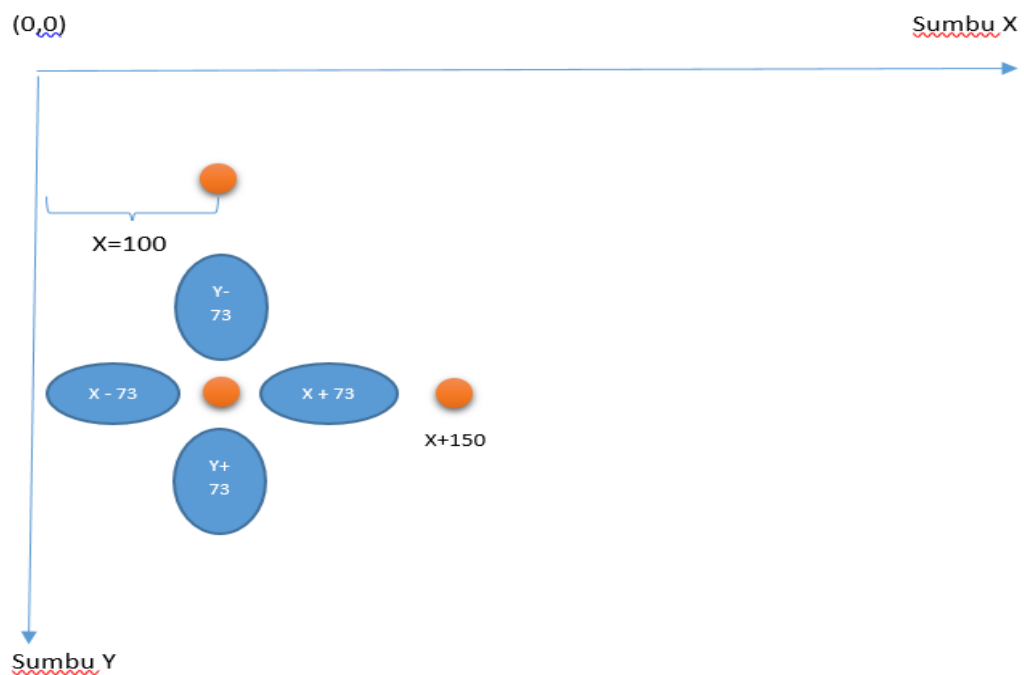 (0,0)
Sumbu X
X=100
Y-
73
X - 73
X + 73
X+150
Y+
73
Sumbu Y